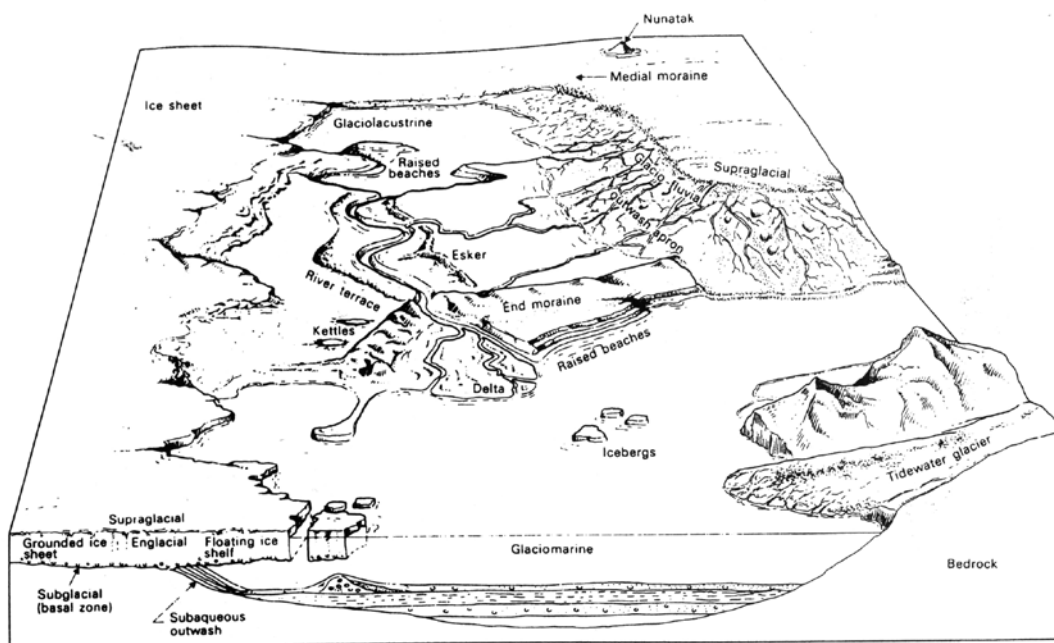 Nunatak
Medial moraine
Ice sheet
Glaciolacustrine
Raised
beaches
Supraglacial
Glacio fluvial
Outwash apron
Esker
River terrace
End moraine
Kettles
Raised beaches
Delta
Icebergs
Tidewater glacier
Supraglacial
Grounded ice
sheet
Englacial
Floating ice
shelf
Glaciomarine
Bedrock
Subglacial
(basal zone)
Subaqueous
outwash